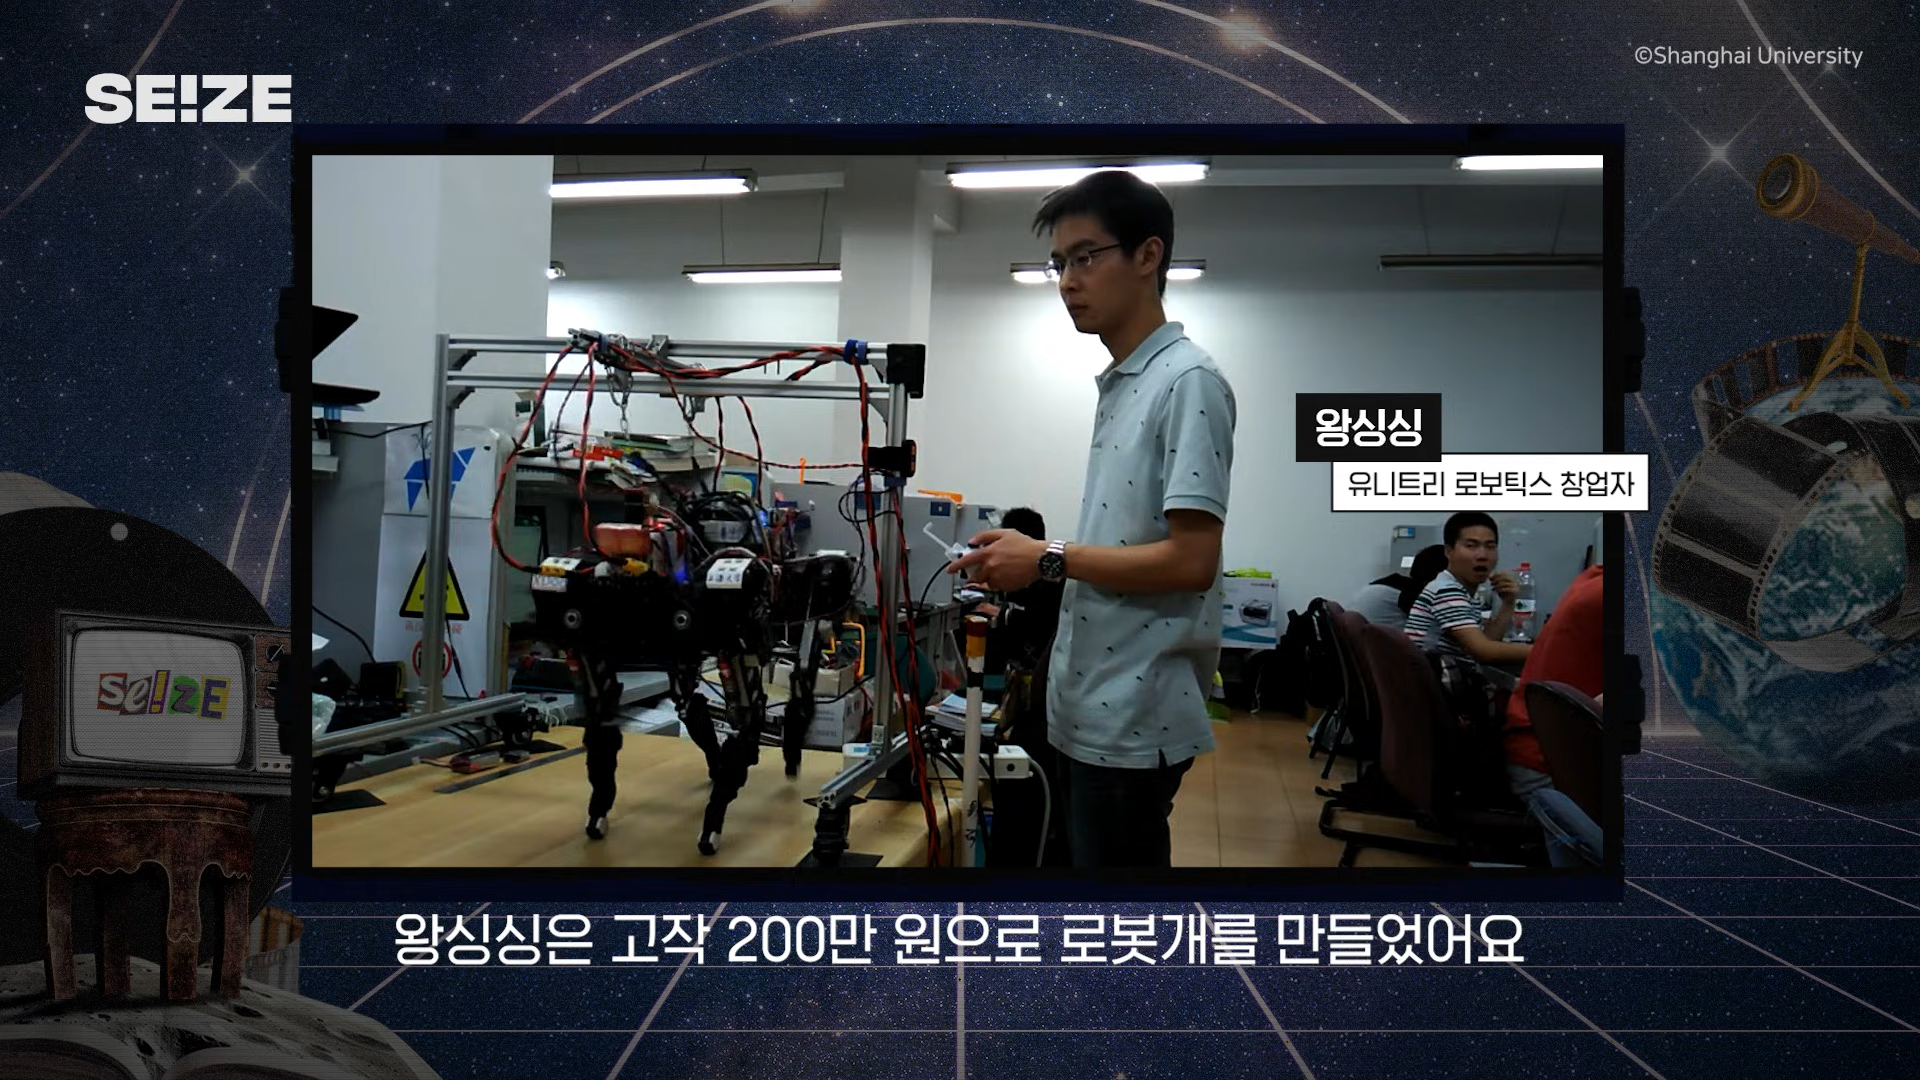 ©Shanghai University
SE!ZE
왕싱싱
유니트리 로보틱스 창업자
Se!ZE
왕싱싱은 고작 200만 원으로 로봇개를 만들었어요